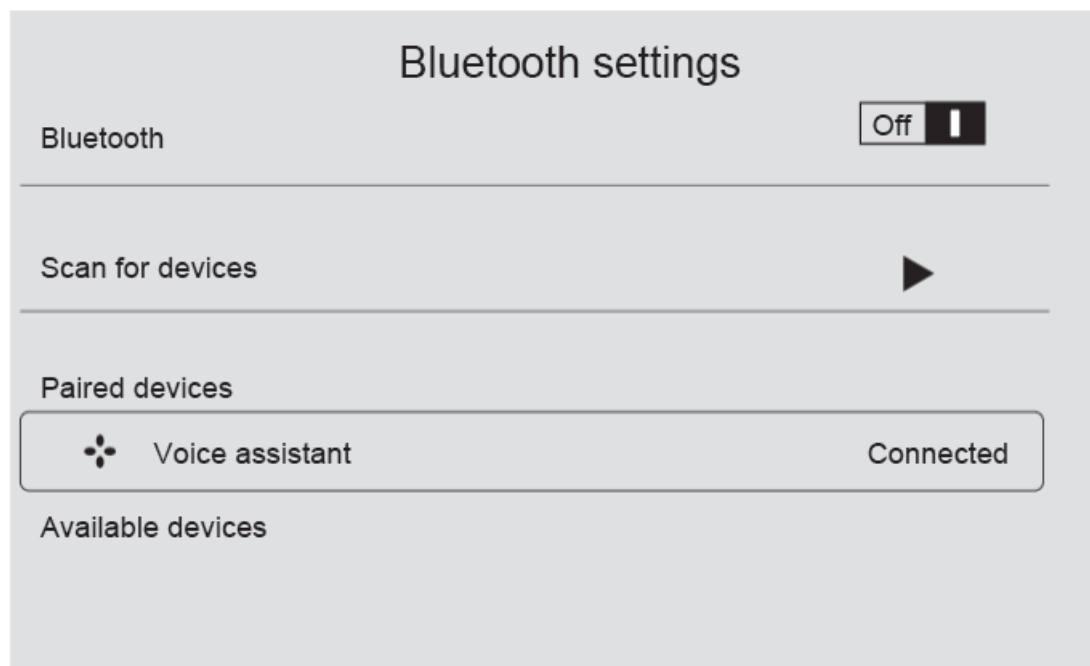 Bluetooth settings
Bluetooth
Off
Scan for devices
Paired devices
Voice assistant
Connected
Available devices